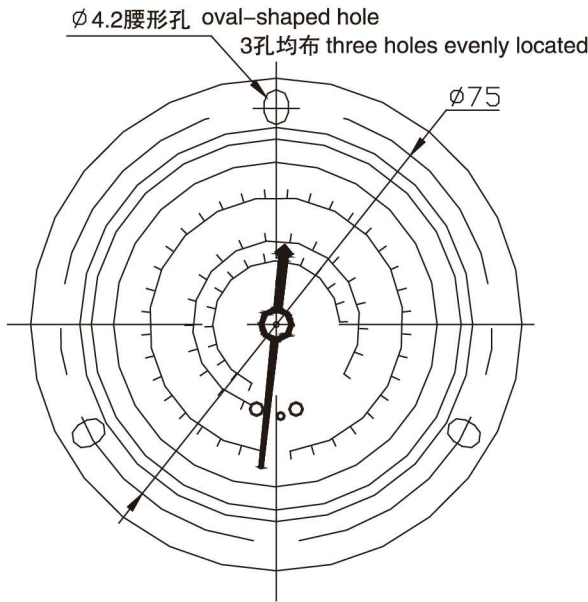 Ø4.2腰形孔 oval-shaped hole
3孔均布 three holes evenly located
Ø75